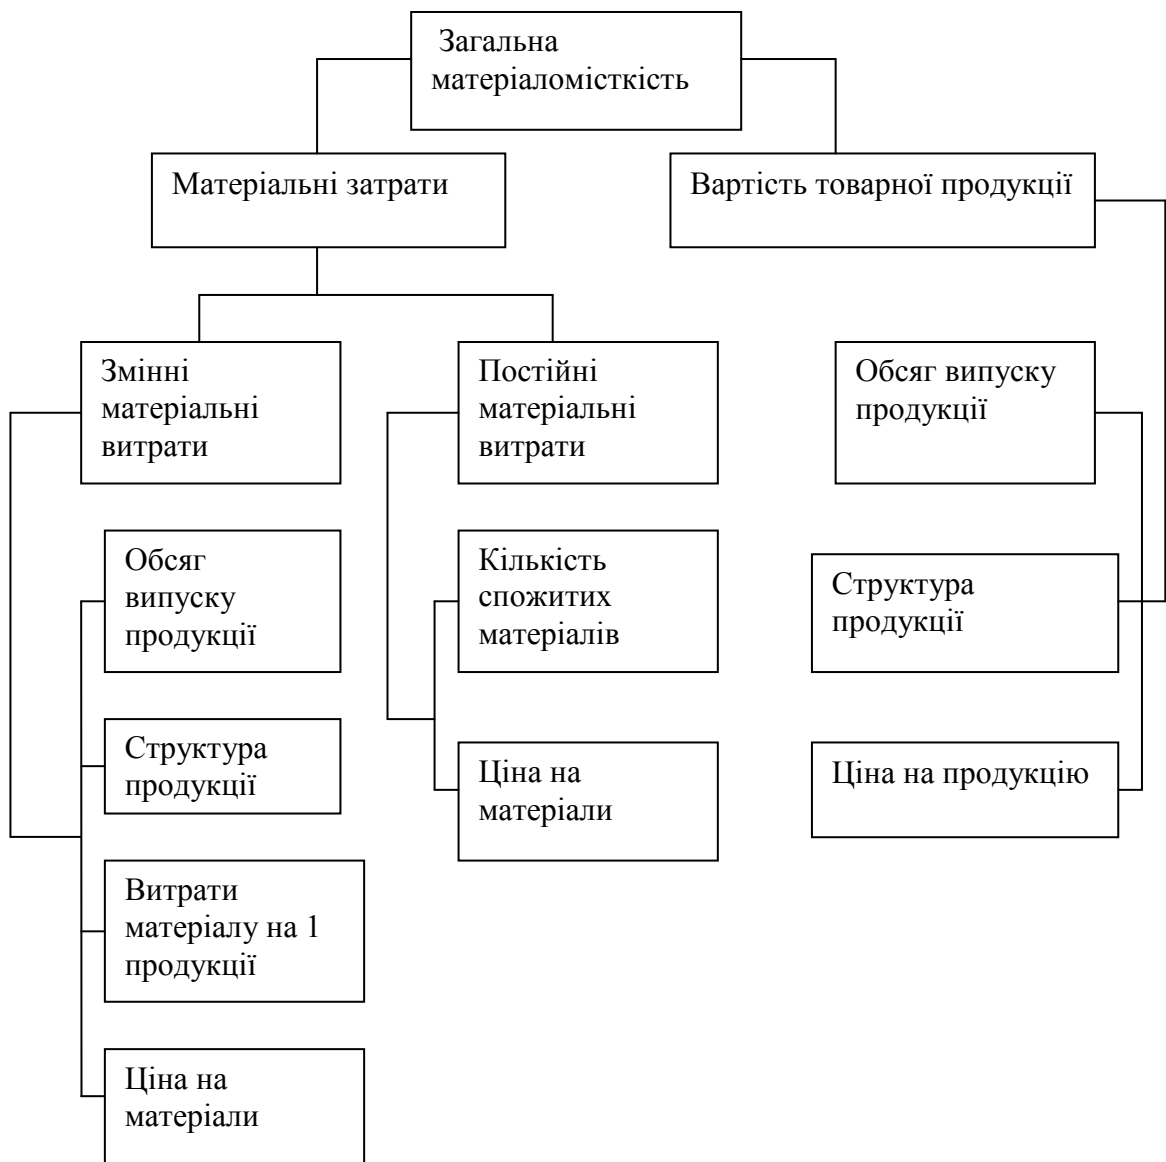 Загальна
матеріаломісткість
Матеріальні затрати
Вартість товарної продукції
Змінні
матеріальні
витрати
Постійні
матеріальні
витрати
Обсяг випуску
продукції
Обсяг
випуску
продукції
Кількість
спожитих
матеріалів
Структура
продукції
Структура
продукції
Ціна на
матеріали
Ціна на продукцію
Витрати
матеріалу на 1
продукції
Ціна на
матеріали